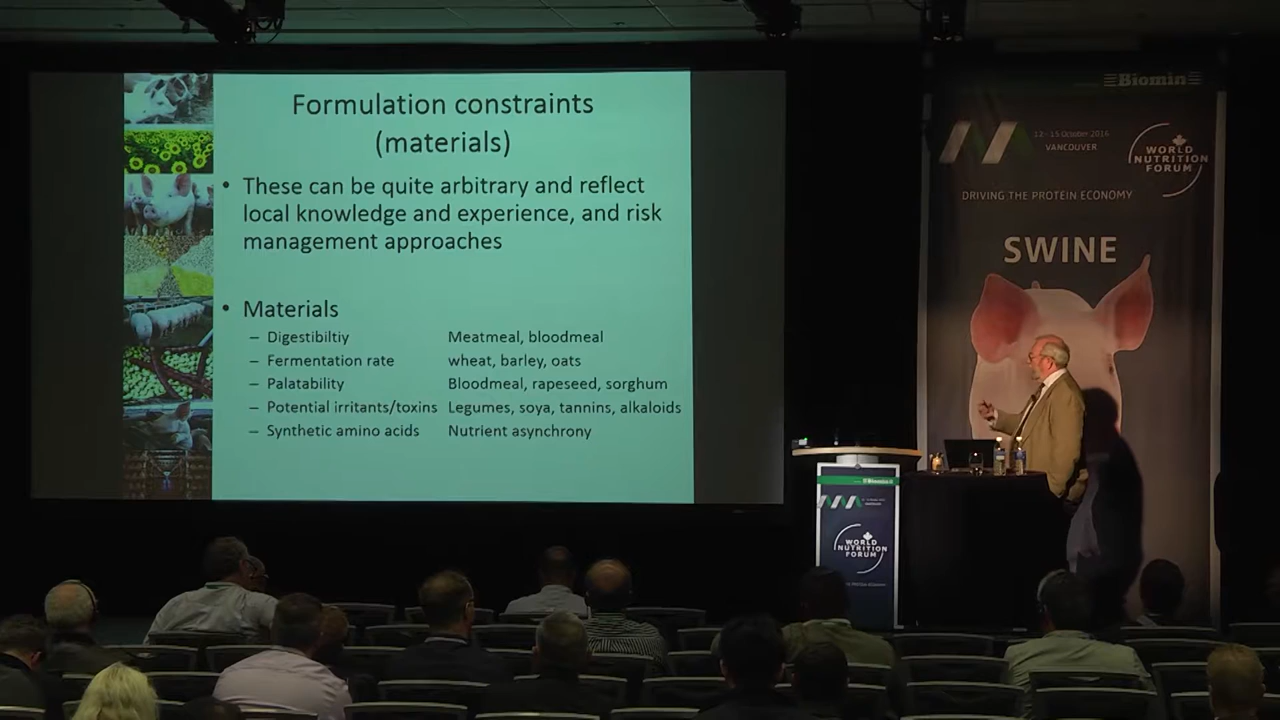 Formulation constraints
(materials)
• These can be quite arbitrary and reflect
local knowledge and experience, and risk
management approaches
• Materials
– Digestibiltiy Meatmeal, bloodmeal
– Fermentation rate wheat, barley, oats
– Palatability Bloodmeal, rapeseed, sorghum
– Potential irritants/toxins Legumes, soya, tannins, alkaloids
– Synthetic amino acids Nutrient asynchrony
Biomin
12 - 15 October 2014
VANCOUVER
WORLD
NUTRITION
FORUM
DRIVING THE PROTEIN ECONOMY
SWINE
Biomin
WORLD
NUTRITION
FORUM